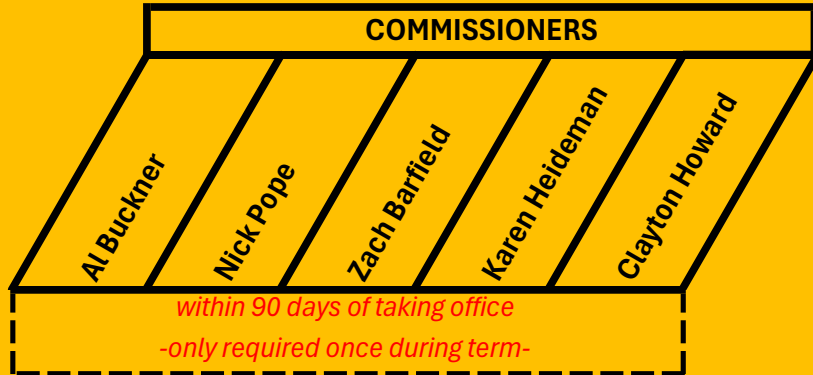 COMMISSIONERS
Al Buckner
Nick Pope
Zach Barfield
Karen Heideman
Clayton Howard
within 90 days of taking office
-only required once during term-